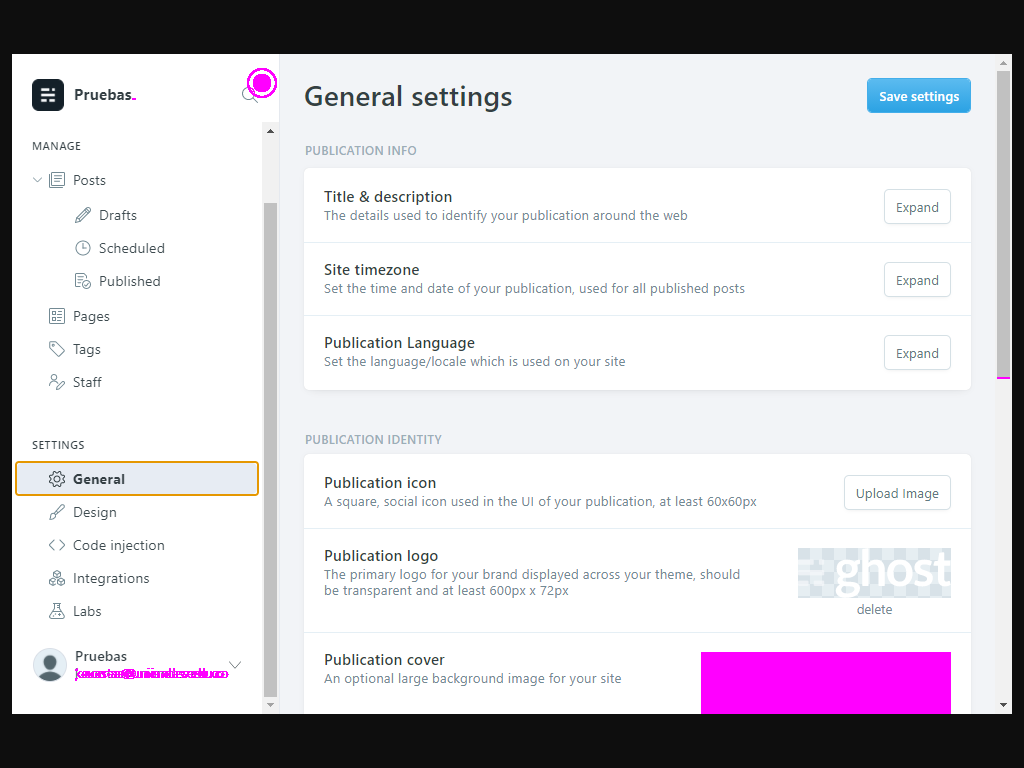 Pruebas
MANAGE
Posts
Drafts
Scheduled
Published
Pages
Tags
Staff
SETTINGS
General
Design
Code injection
Integrations
Labs
Pruebas
General settings
Save settings
PUBLICATION INFO
Title & description
The details used to identify your publication around the web
Expand
Site timezone
Set the time and date of your publication, used for all published posts
Expand
Publication Language
Set the language/locale which is used on your site
Expand
PUBLICATION IDENTITY
Publication icon
A square, social icon used in the UI of your publication, at least 60x60px
Upload Image
Publication logo
The primary logo for your brand displayed across your theme, should
be transparent and at least 600px x 72px
ghost
delete
Publication cover
An optional large background image for your site